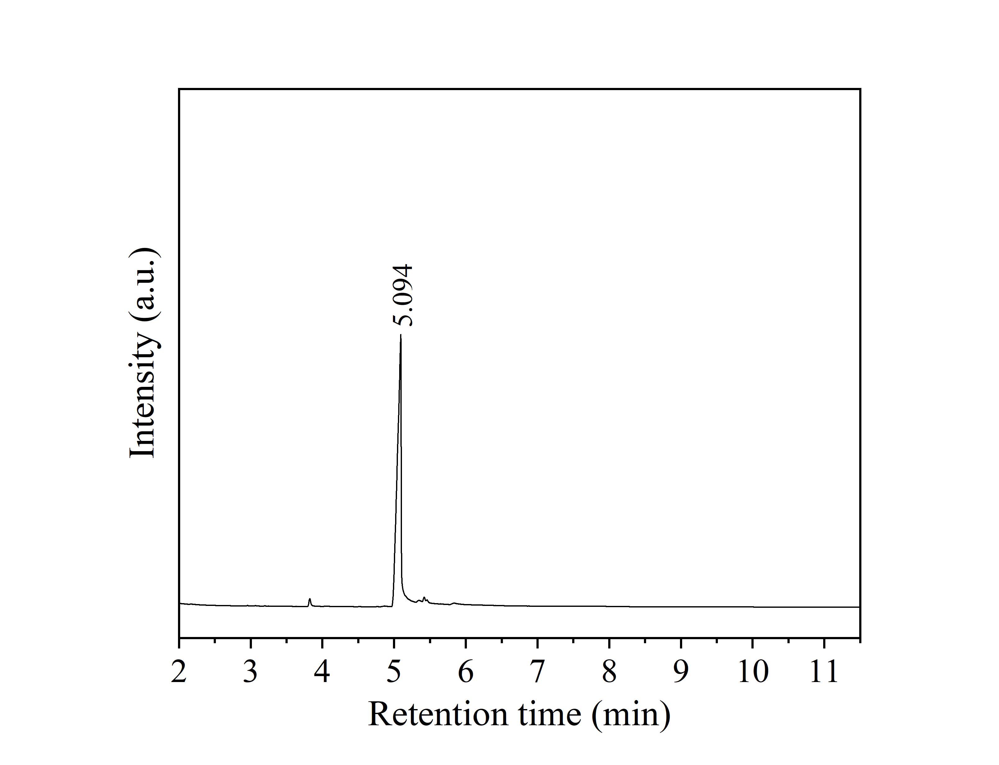 Intensity (a.u.)
5.094
2 3 4 5 6 7 8 9 10 11
Retention time (min)